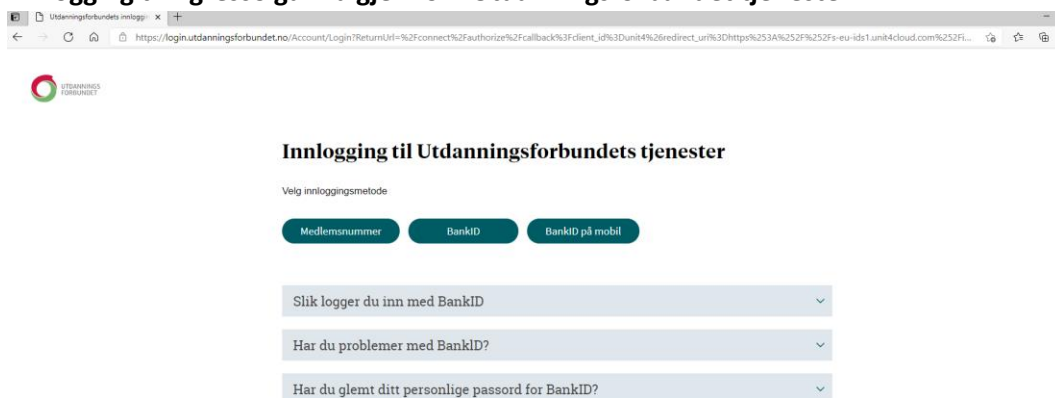 Utdanningsforbundets innloggin
https://login.utdanningsforbundet.no/Account/Login?ReturnUrl=%2Fconnect%2Fauthorize%2Fcallback%3Fclient_id%3Dunit4%26redirect_uri%3Dhttps%253A%252F%252Fs-eu-ids1.unit4cloud.com%252Fi...
UTDANNINGS
FORBUNDET
Innlogging til Utdanningsforbundets tjenester
Velg innloggingsmetode
Medlemsnummer BankID BankID på mobil
Slik logger du inn med BankID
Har du problemer med BankID?
Har du glemt ditt personlige passord for BankID?